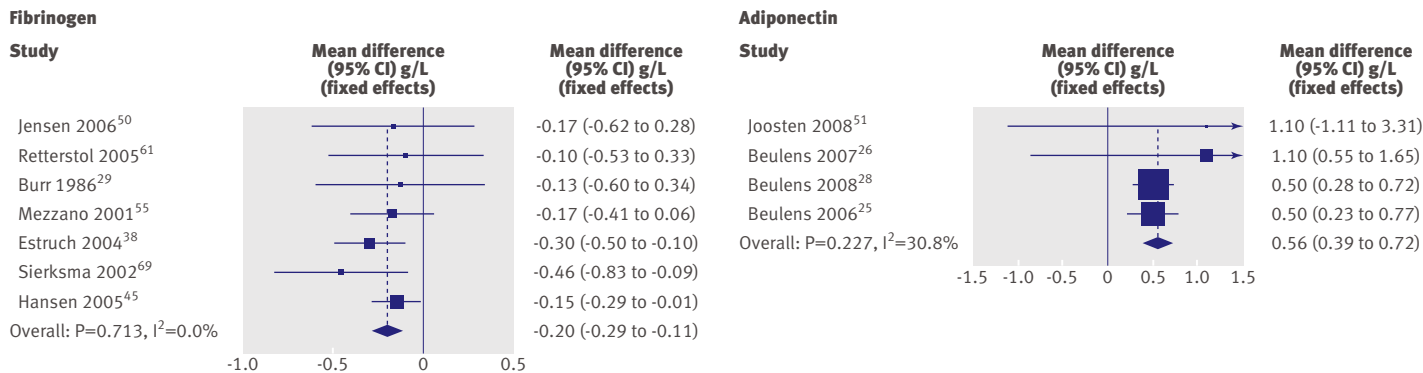 Fibrinogen
Study
Mean difference
(95% CI) g/L
(fixed effects)
Mean difference
(95% CI) g/L
(fixed effects)
Jensen 2006⁵⁰ -0.17 (-0.62 to 0.28)
Retterstol 2005⁶¹ -0.10 (-0.53 to 0.33)
Burr 1986²⁹ -0.13 (-0.60 to 0.34)
Mezzano 2001⁵⁵ -0.17 (-0.41 to 0.06)
Estruch 2004³⁸ -0.30 (-0.50 to -0.10)
Sierksma 2002⁶⁹ -0.46 (-0.83 to -0.09)
Hansen 2005⁴⁵ -0.15 (-0.29 to -0.01)
Overall: P=0.713, I²=0.0% -0.20 (-0.29 to -0.11)
-1.0 -0.5 0 0.5
Adiponectin
Study
Mean difference
(95% CI) g/L
(fixed effects)
Mean difference
(95% CI) g/L
(fixed effects)
Joosten 2008⁵¹ 1.10 (-1.11 to 3.31)
Beulens 2007²⁶ 1.10 (0.55 to 1.65)
Beulens 2008²⁸ 0.50 (0.28 to 0.72)
Beulens 2006²⁵ 0.50 (0.23 to 0.77)
Overall: P=0.227, I²=30.8% 0.56 (0.39 to 0.72)
-1.5 -1.0 -0.5 0 0.5 1.0 1.5